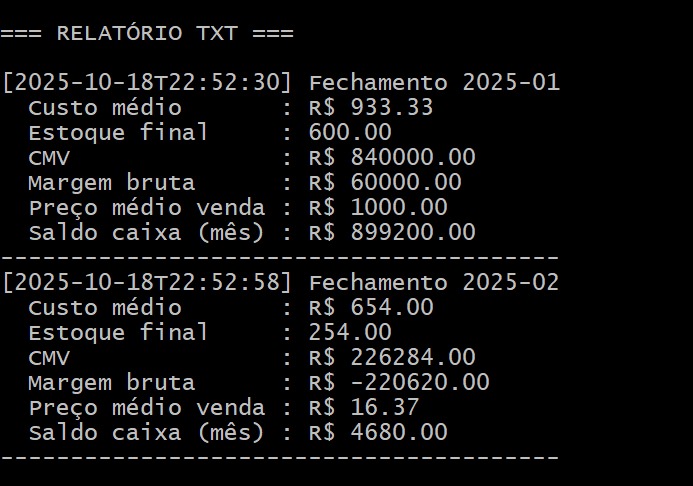 === RELATÓRIO TXT ===
[2025-10-18T22:52:30] Fechamento 2025-01
Custo médio : R$ 933.33
Estoque final : 600.00
CMV : R$ 840000.00
Margem bruta : R$ 60000.00
Preço médio venda : R$ 1000.00
Saldo caixa (mês) : R$ 899200.00
----------------------------------------
[2025-10-18T22:52:58] Fechamento 2025-02
Custo médio : R$ 654.00
Estoque final : 254.00
CMV : R$ 226284.00
Margem bruta : R$ -220620.00
Preço médio venda : R$ 16.37
Saldo caixa (mês) : R$ 4680.00
----------------------------------------